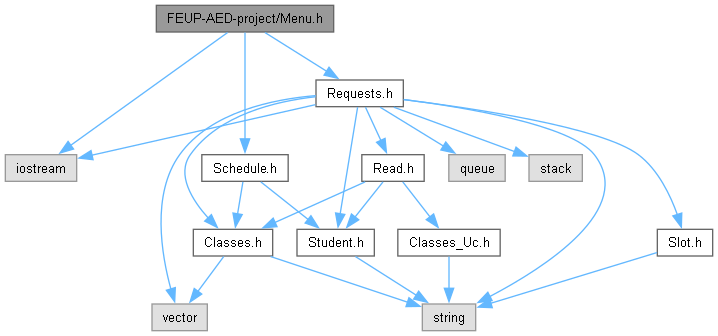 FEUP-AED-project/Menu.h
Requests.h
iostream
Schedule.h
Read.h
queue
stack
Classes.h
Student.h
Classes_Uc.h
Slot.h
vector
string